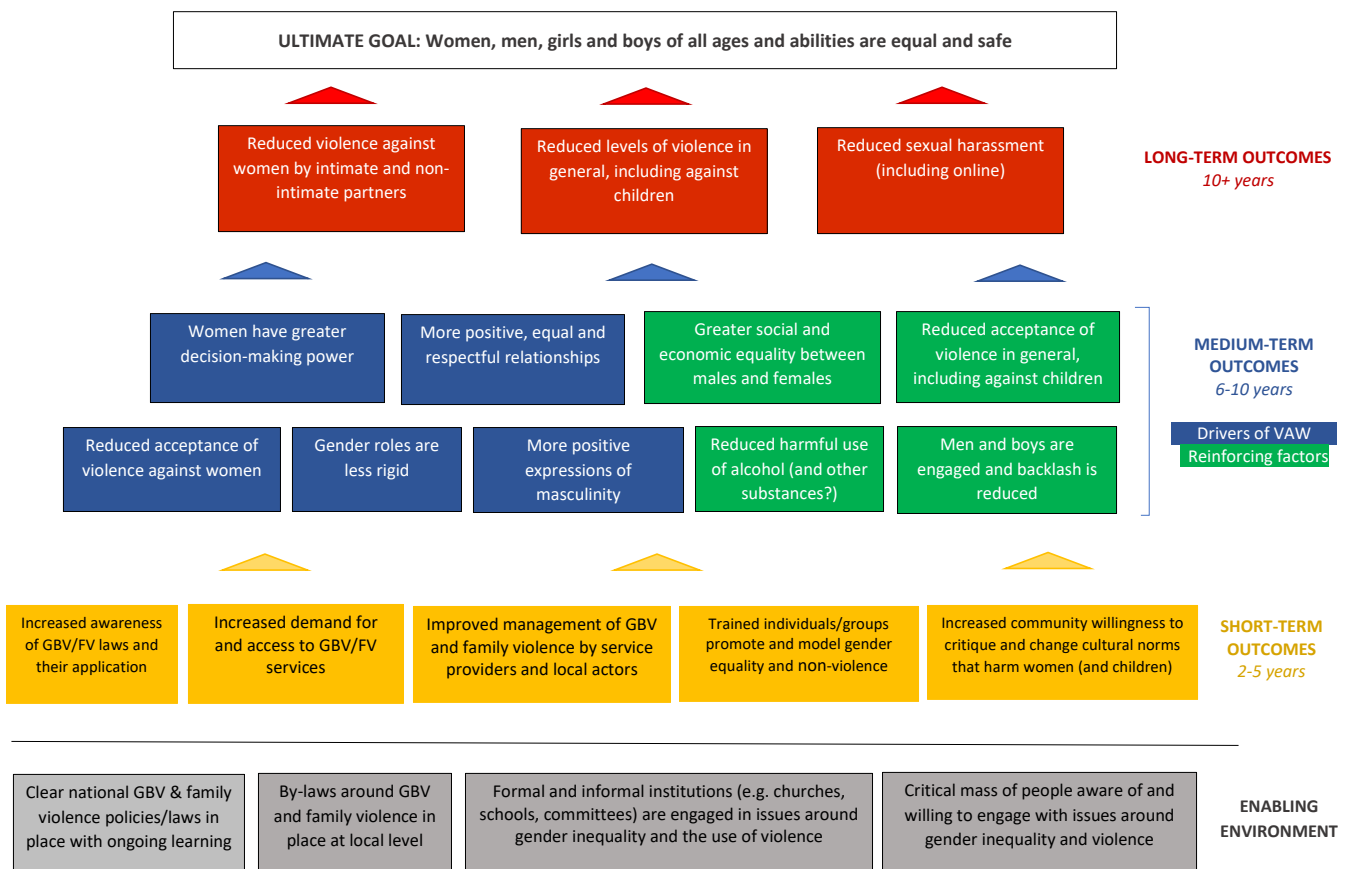 ULTIMATE GOAL: Women, men, girls and boys of all ages and abilities are equal and safe
Reduced violence against
women by intimate and non-
intimate partners
Reduced levels of violence in
general, including against
children
Reduced sexual harassment
(including online)
LONG-TERM OUTCOMES
10+ years
Women have greater
decision-making power
More positive, equal and
respectful relationships
Greater social and
economic equality between
males and females
Reduced acceptance of
violence in general,
including against children
MEDIUM-TERM
OUTCOMES
6-10 years
Reduced acceptance of
violence against women
Gender roles are
less rigid
More positive
expressions of
masculinity
Reduced harmful use
of alcohol (and other
substances?)
Men and boys are
engaged and backlash is
reduced
Drivers of VAW
Reinforcing factors
Increased awareness
of GBV/FV laws and
their application
Increased demand for
and access to GBV/FV
services
Improved management of GBV
and family violence by service
providers and local actors
Trained individuals/groups
promote and model gender
equality and non-violence
Increased community willingness to
critique and change cultural norms
that harm women (and children)
SHORT-TERM
OUTCOMES
2-5 years
Clear national GBV & family
violence policies/laws in
place with ongoing learning
By-laws around GBV
and family violence in
place at local level
Formal and informal institutions (e.g. churches,
schools, committees) are engaged in issues around
gender inequality and the use of violence
Critical mass of people aware of and
willing to engage with issues around
gender inequality and violence
ENABLING
ENVIRONMENT